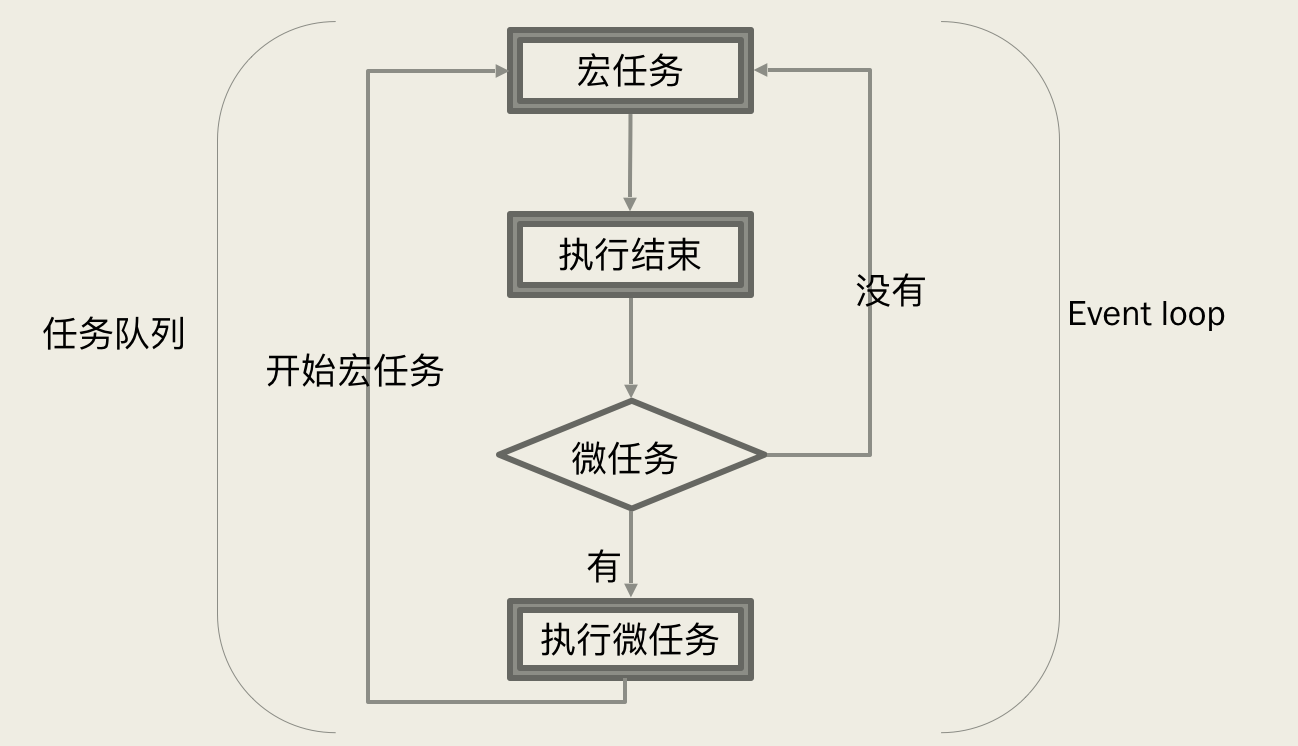 宏任务
执行结束
没有
任务队列
Event loop
开始宏任务
微任务
有
执行微任务